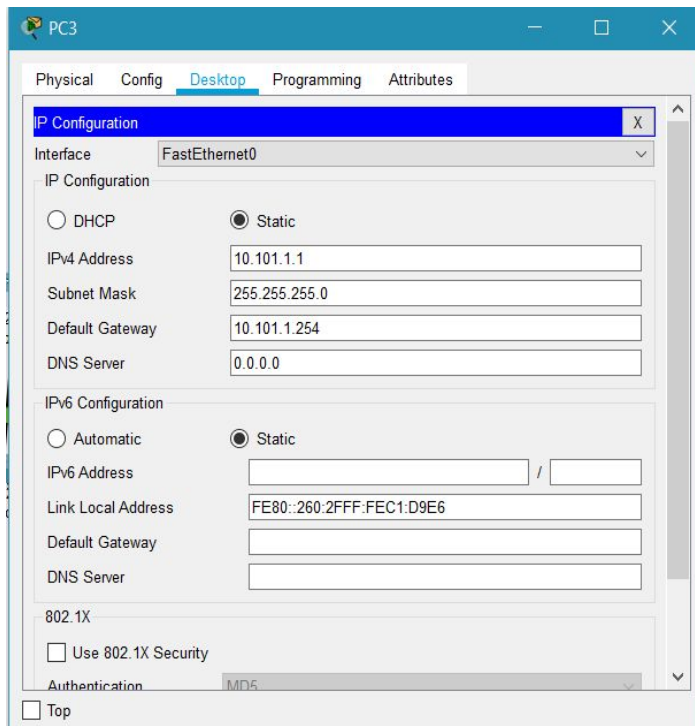 PC3
Physical Config Desktop Programming Attributes
IP Configuration X
Interface FastEthernet0
IP Configuration
DHCP Static
IPv4 Address 10.101.1.1
Subnet Mask 255.255.255.0
Default Gateway 10.101.1.254
DNS Server 0.0.0.0
IPv6 Configuration
Automatic Static
IPv6 Address /
Link Local Address FE80::260:2FFF:FEC1:D9E6
Default Gateway
DNS Server
802.1X
Use 802.1X Security
Authentication MD5
Top